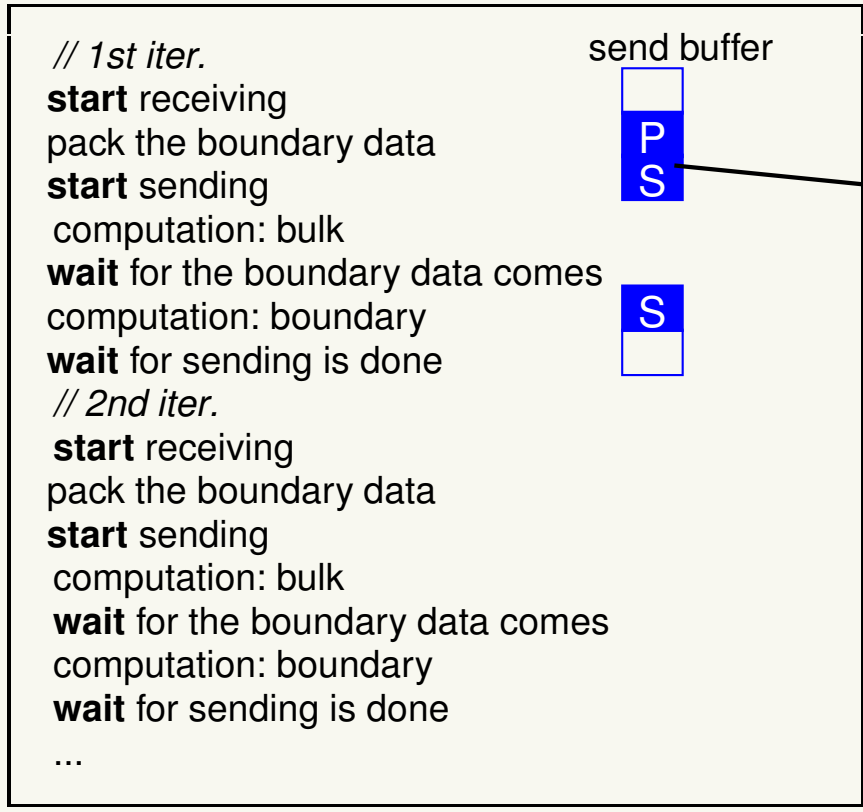 // 1st iter.
send buffer
start receiving
pack the boundary data
P
start sending
S
computation: bulk
wait for the boundary data comes
computation: boundary
S
wait for sending is done
// 2nd iter.
start receiving
pack the boundary data
start sending
computation: bulk
wait for the boundary data comes
computation: boundary
wait for sending is done
...